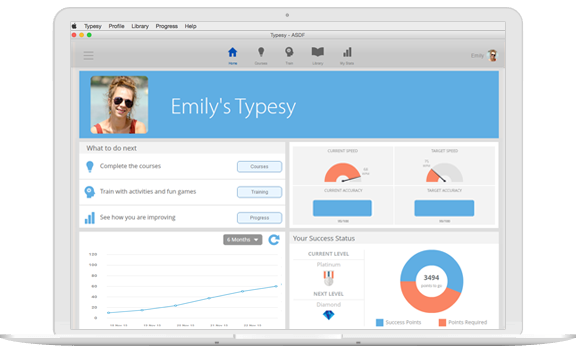 Typesy Profile Library Progress Help
Typesy - ASDF
Home Courses Train Library My Stats
Emily
Emily's Typesy
What to do next
Complete the courses
Courses
Train with activities and fun games
Training
See how you are improving
Progress
CURRENT SPEED
TARGET SPEED
CURRENT ACCURACY
TARGET ACCURACY
6 Months
120
100
80
60
40
20
0
Your Success Status
CURRENT LEVEL
Platinum
NEXT LEVEL
Diamond
3494
points to go
Success Points
Points Required